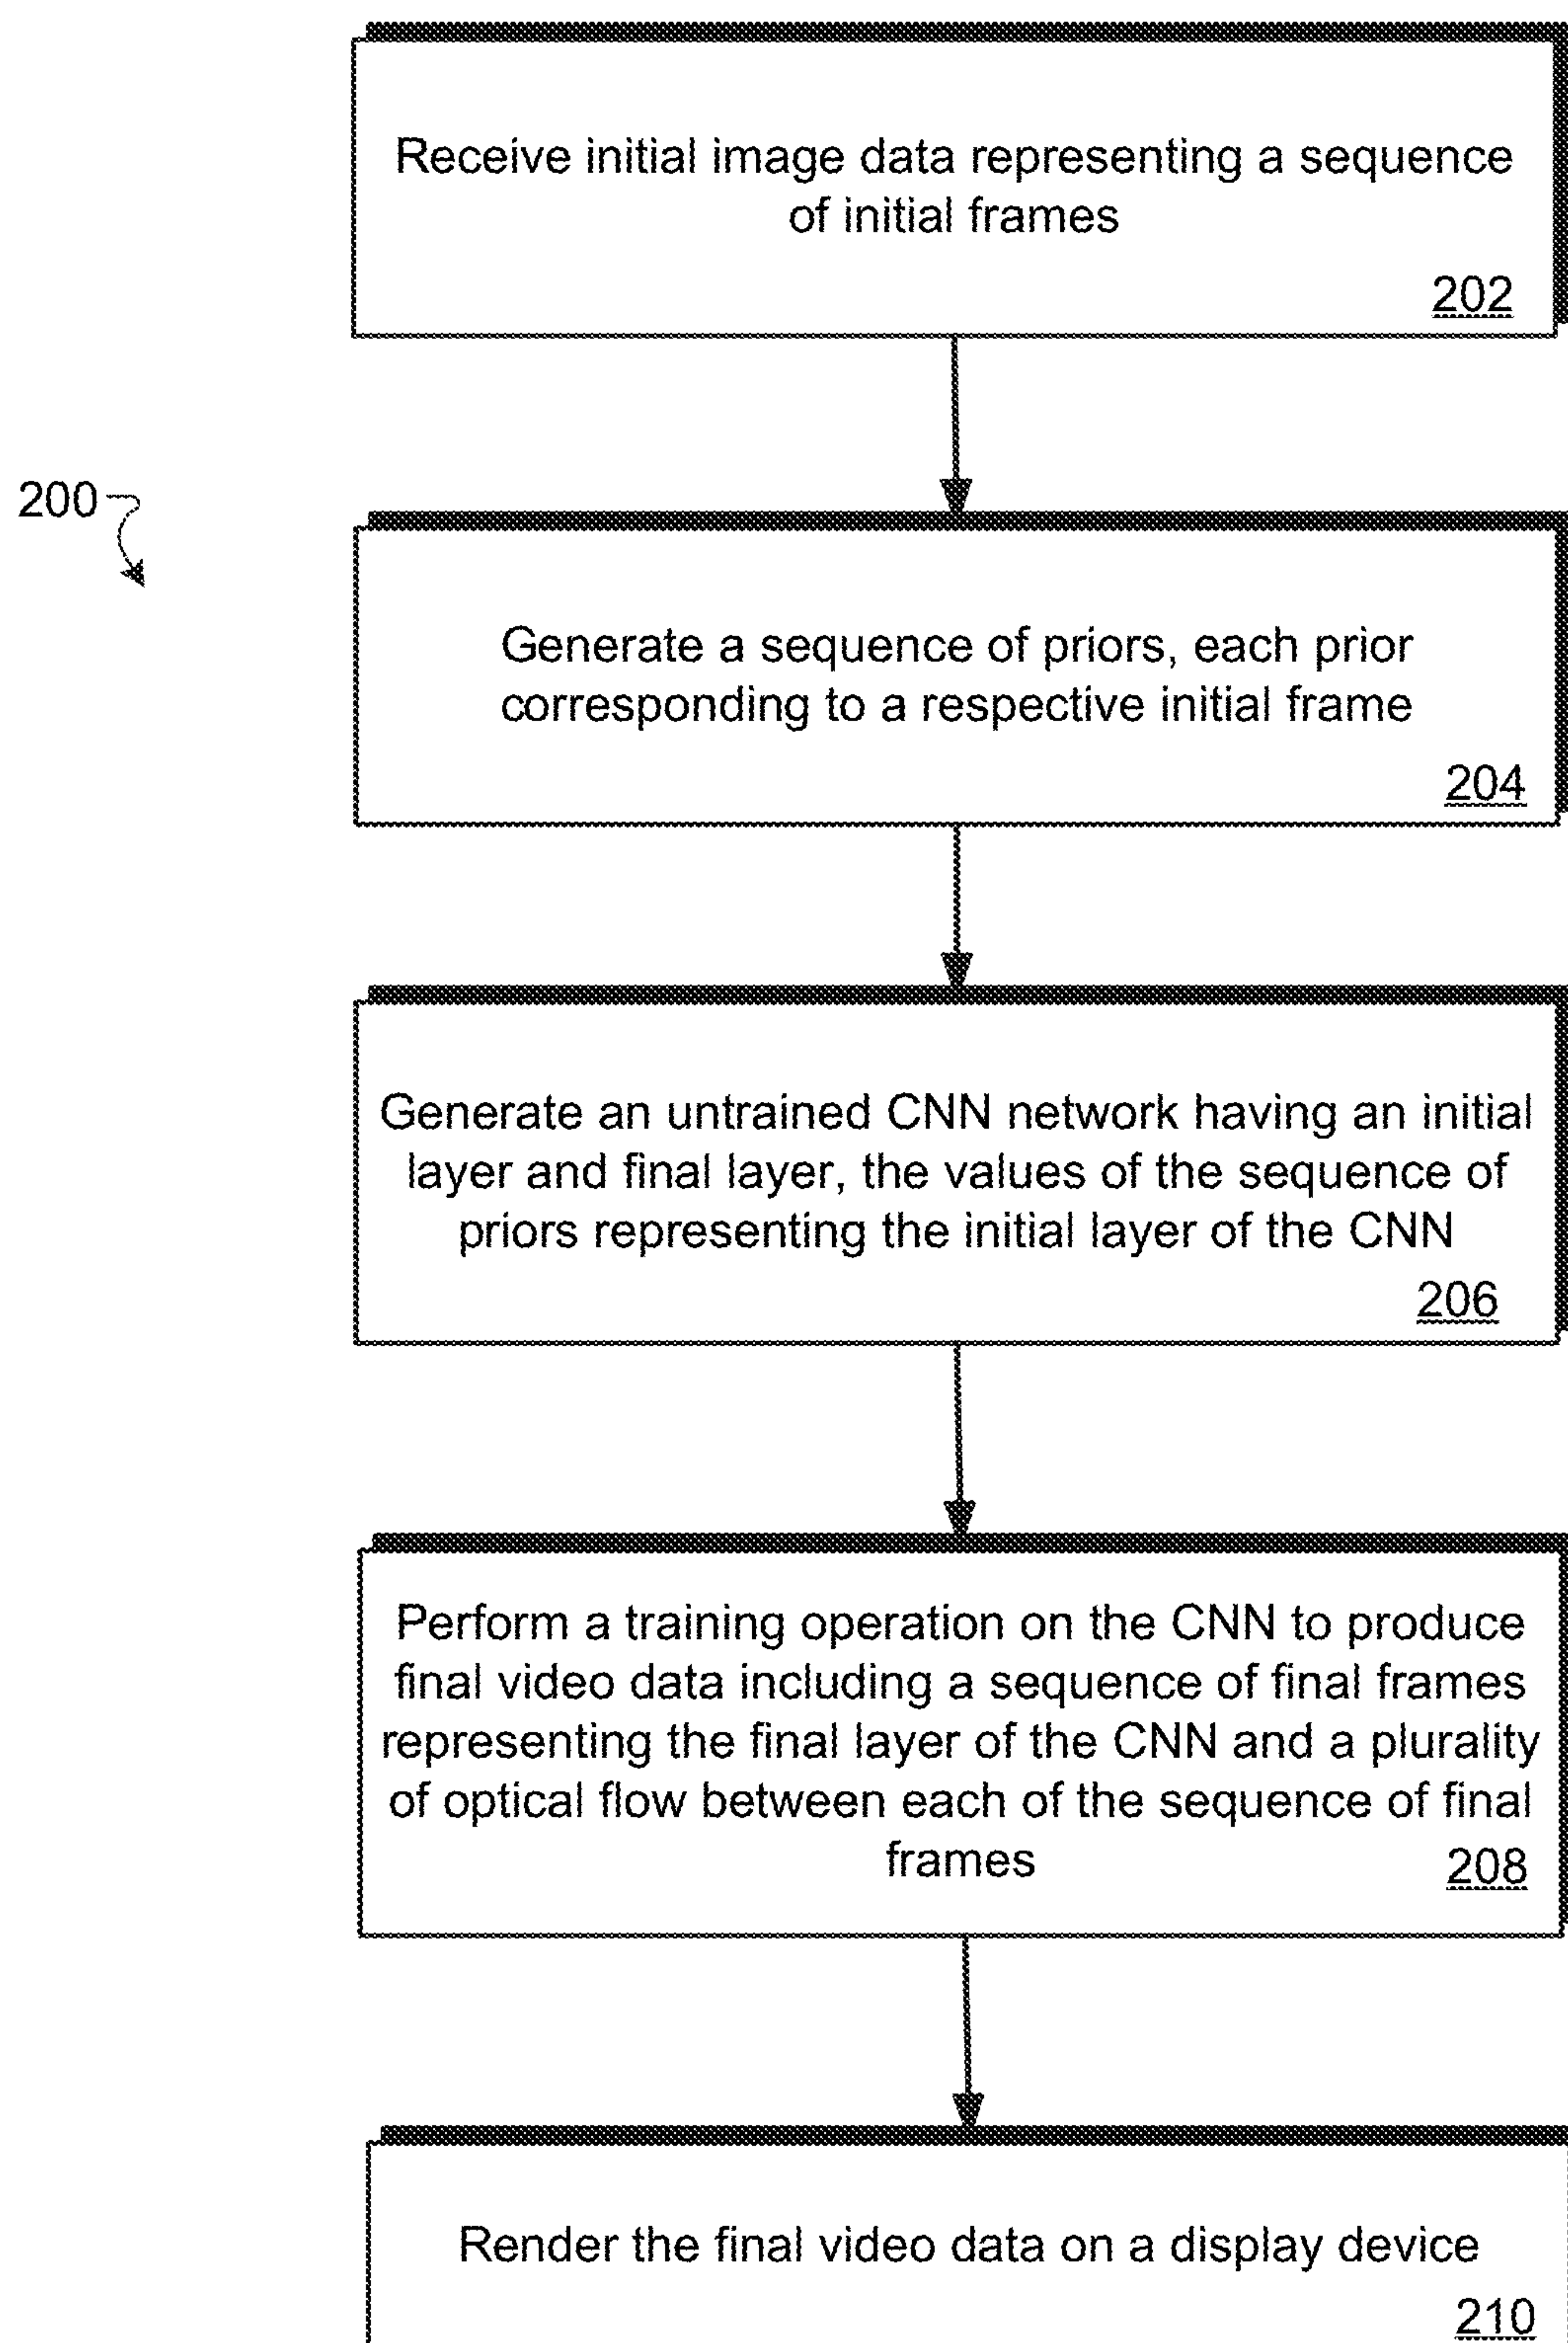 Receive initial image data representing a sequence
of initial frames
202
200
Generate a sequence of priors, each prior
corresponding to a respective initial frame
204
Generate an untrained CNN network having an initial
layer and final layer, the values of the sequence of
priors representing the initial layer of the CNN
206
Perform a training operation on the CNN to produce
final video data including a sequence of final frames
representing the final layer of the CNN and a plurality
of optical flow between each of the sequence of final
frames
208
Render the final video data on a display device
210